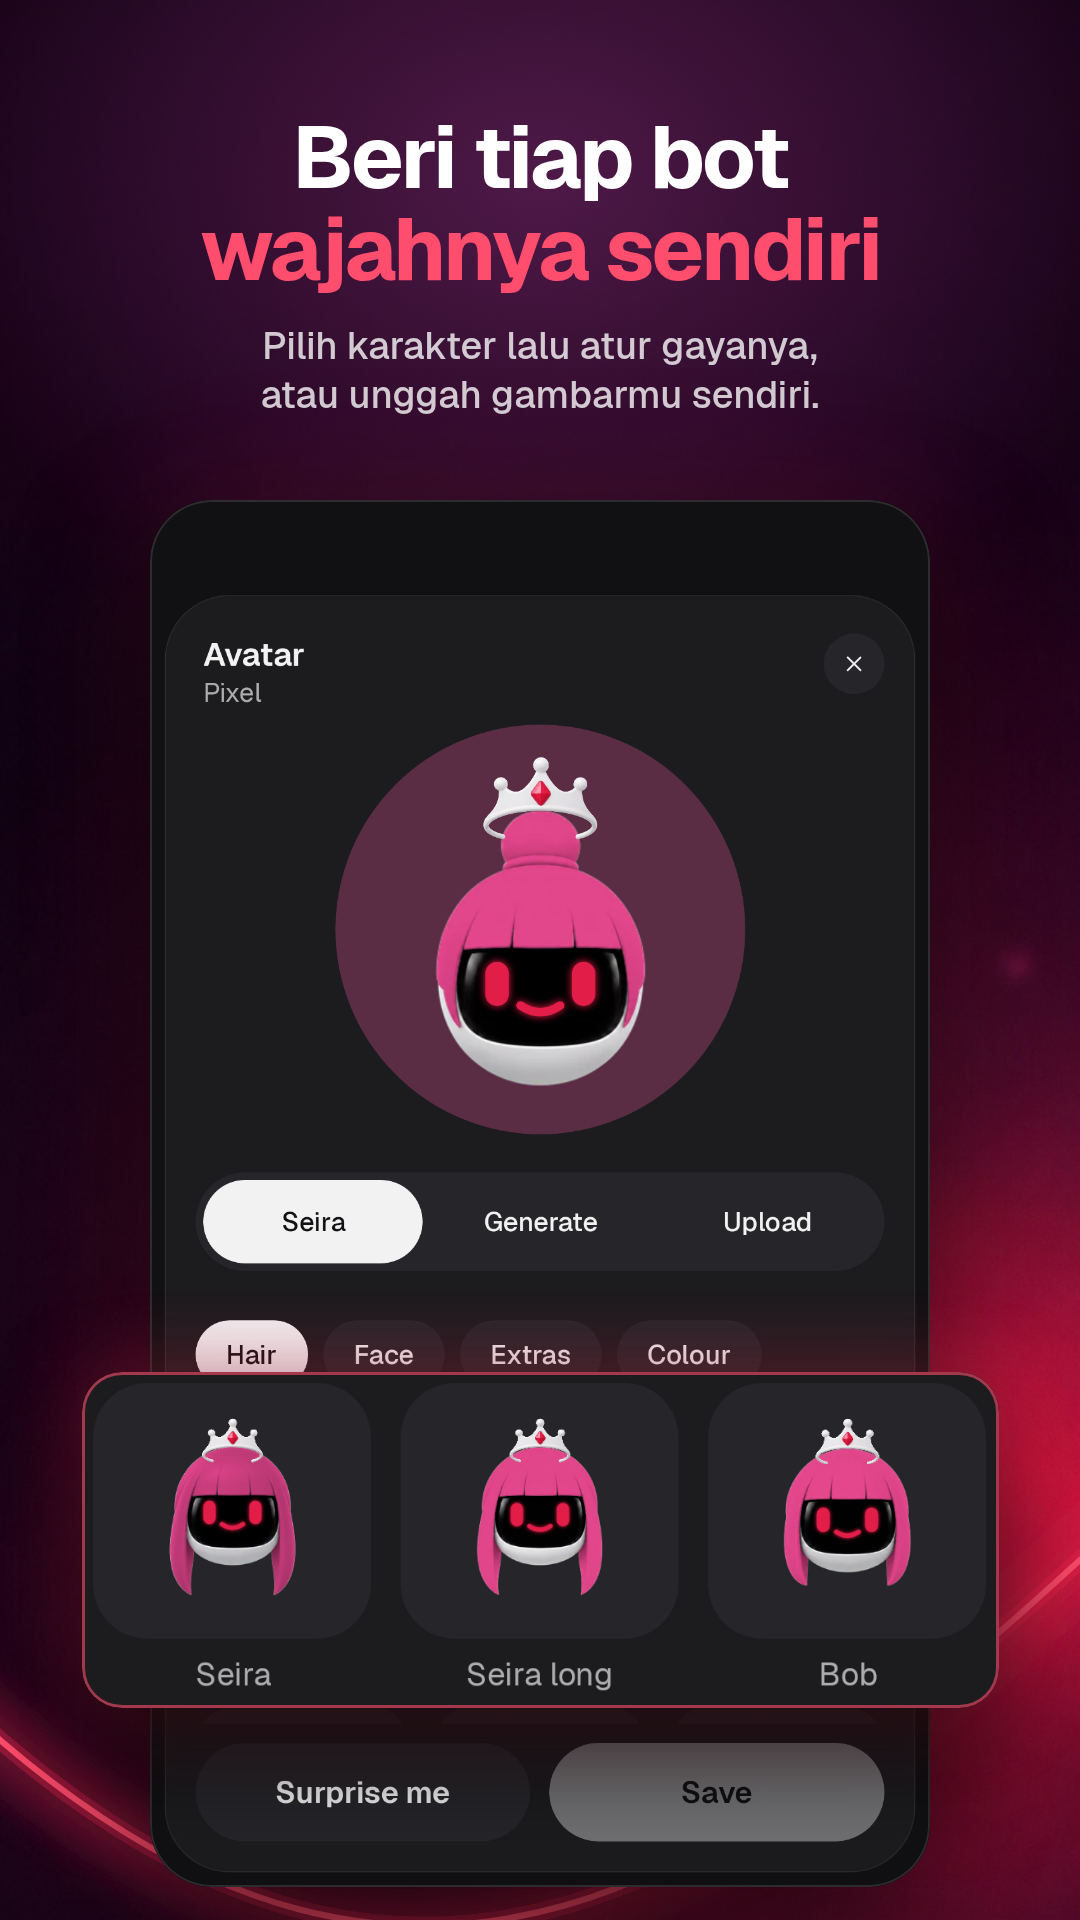 Beri tiap bot
wajahnya sendiri
Pilih karakter lalu atur gayanya,
atau unggah gambarmu sendiri.
Avatar
Pixel
Seira
Generate
Upload
Hair
Face
Extras
Colour
Seira
Seira long
Bob
Surprise me
Save